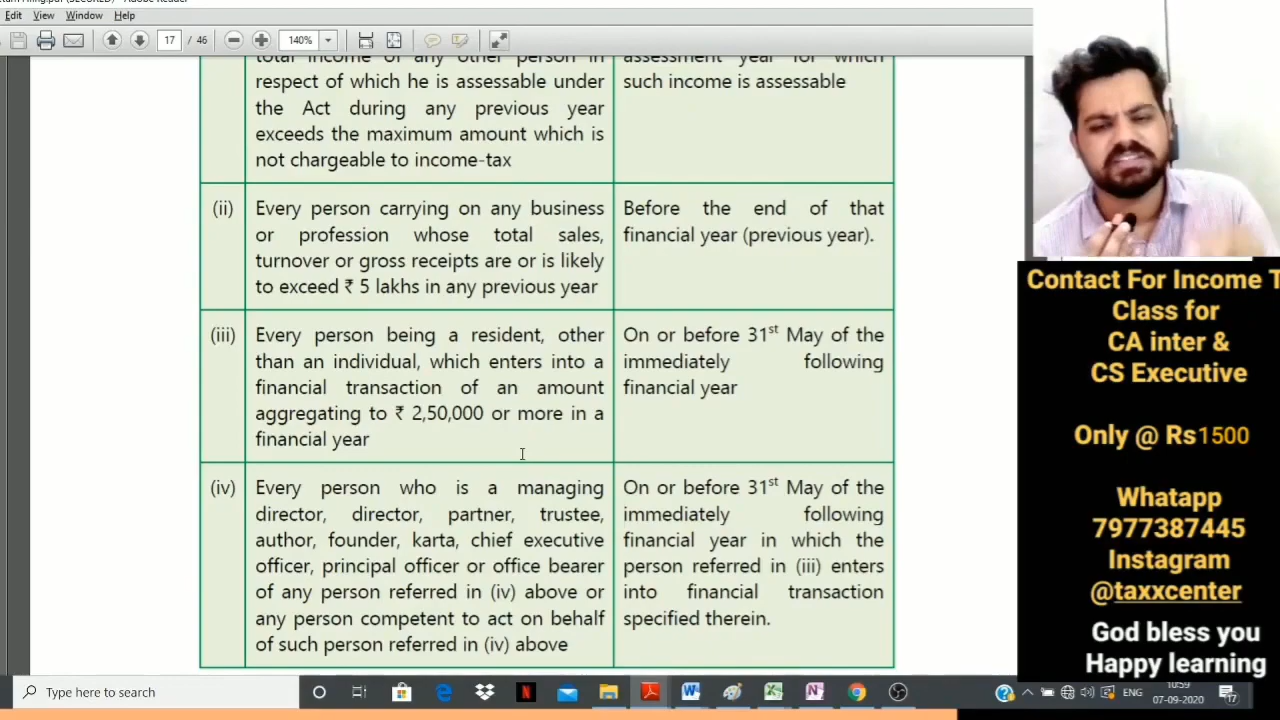 Edit View Window Help
17 / 46 140%
total income of any other person in
respect of which he is assessable under
the Act during any previous year
exceeds the maximum amount which is
not chargeable to income-tax
assessment year for which
such income is assessable
(ii) Every person carrying on any business
or profession whose total sales,
turnover or gross receipts are or is likely
to exceed ₹ 5 lakhs in any previous year
Before the end of that
financial year (previous year).
(iii) Every person being a resident, other
than an individual, which enters into a
financial transaction of an amount
aggregating to ₹ 2,50,000 or more in a
financial year
On or before 31st May of the
immediately following
financial year
(iv) Every person who is a managing
director, director, partner, trustee,
author, founder, karta, chief executive
officer, principal officer or office bearer
of any person referred in (iv) above or
any person competent to act on behalf
of such person referred in (iv) above
On or before 31st May of the
immediately following
financial year in which the
person referred in (iii) enters
into financial transaction
specified therein.
Contact For Income T
Class for
CA inter &
CS Executive
Only @ Rs1500
Whatapp
7977387445
Instagram
@taxxcenter
God bless you
Happy learning
Type here to search
ENG
10:59
07-09-2020
17